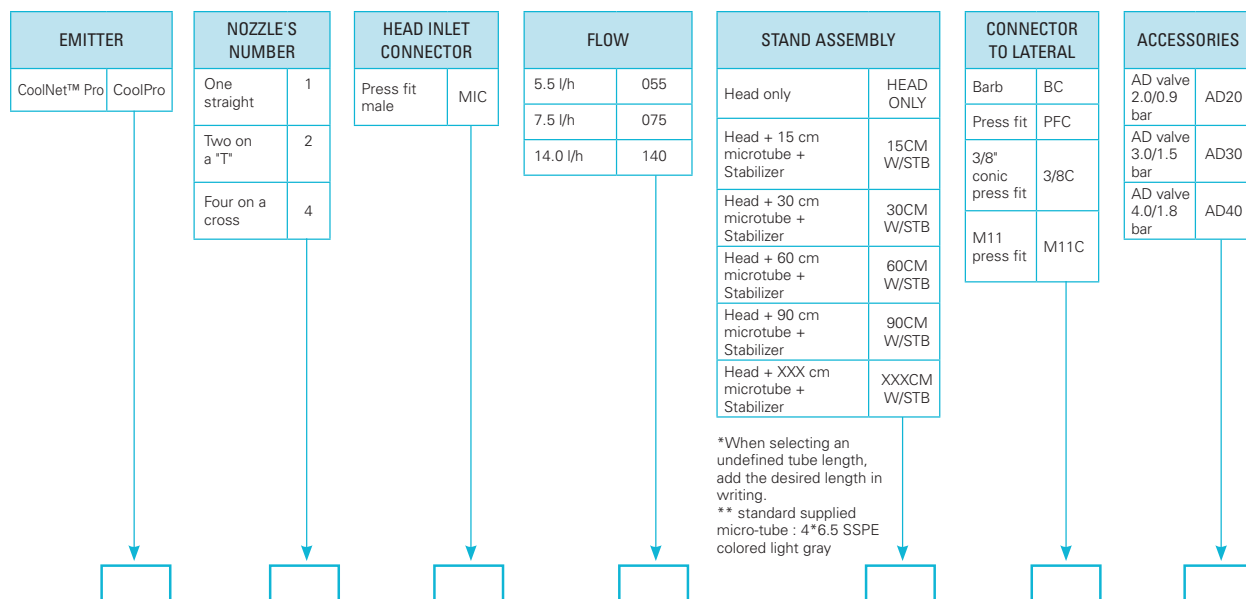 EMITTER
CoolNet™ Pro CoolPro
NOZZLE'S
NUMBER
One
straight
1
Two on
a "T"
2
Four on a
cross
4
HEAD INLET
CONNECTOR
Press fit
male
MIC
FLOW
5.5 l/h 055
7.5 l/h 075
14.0 l/h 140
STAND ASSEMBLY
Head only
HEAD
ONLY
Head + 15 cm
microtube +
Stabilizer
15CM
W/STB
Head + 30 cm
microtube +
Stabilizer
30CM
W/STB
Head + 60 cm
microtube +
Stabilizer
60CM
W/STB
Head + 90 cm
microtube +
Stabilizer
90CM
W/STB
Head + XXX cm
microtube +
Stabilizer
XXXCM
W/STB
*When selecting an
undefined tube length,
add the desired length in
writing.
** standard supplied
micro-tube : 4*6.5 SSPE
colored light gray
CONNECTOR
TO LATERAL
Barb BC
Press fit PFC
3/8"
conic
press fit
3/8C
M11
press fit
M11C
ACCESSORIES
AD valve
2.0/0.9
bar
AD20
AD valve
3.0/1.5
bar
AD30
AD valve
4.0/1.8
bar
AD40